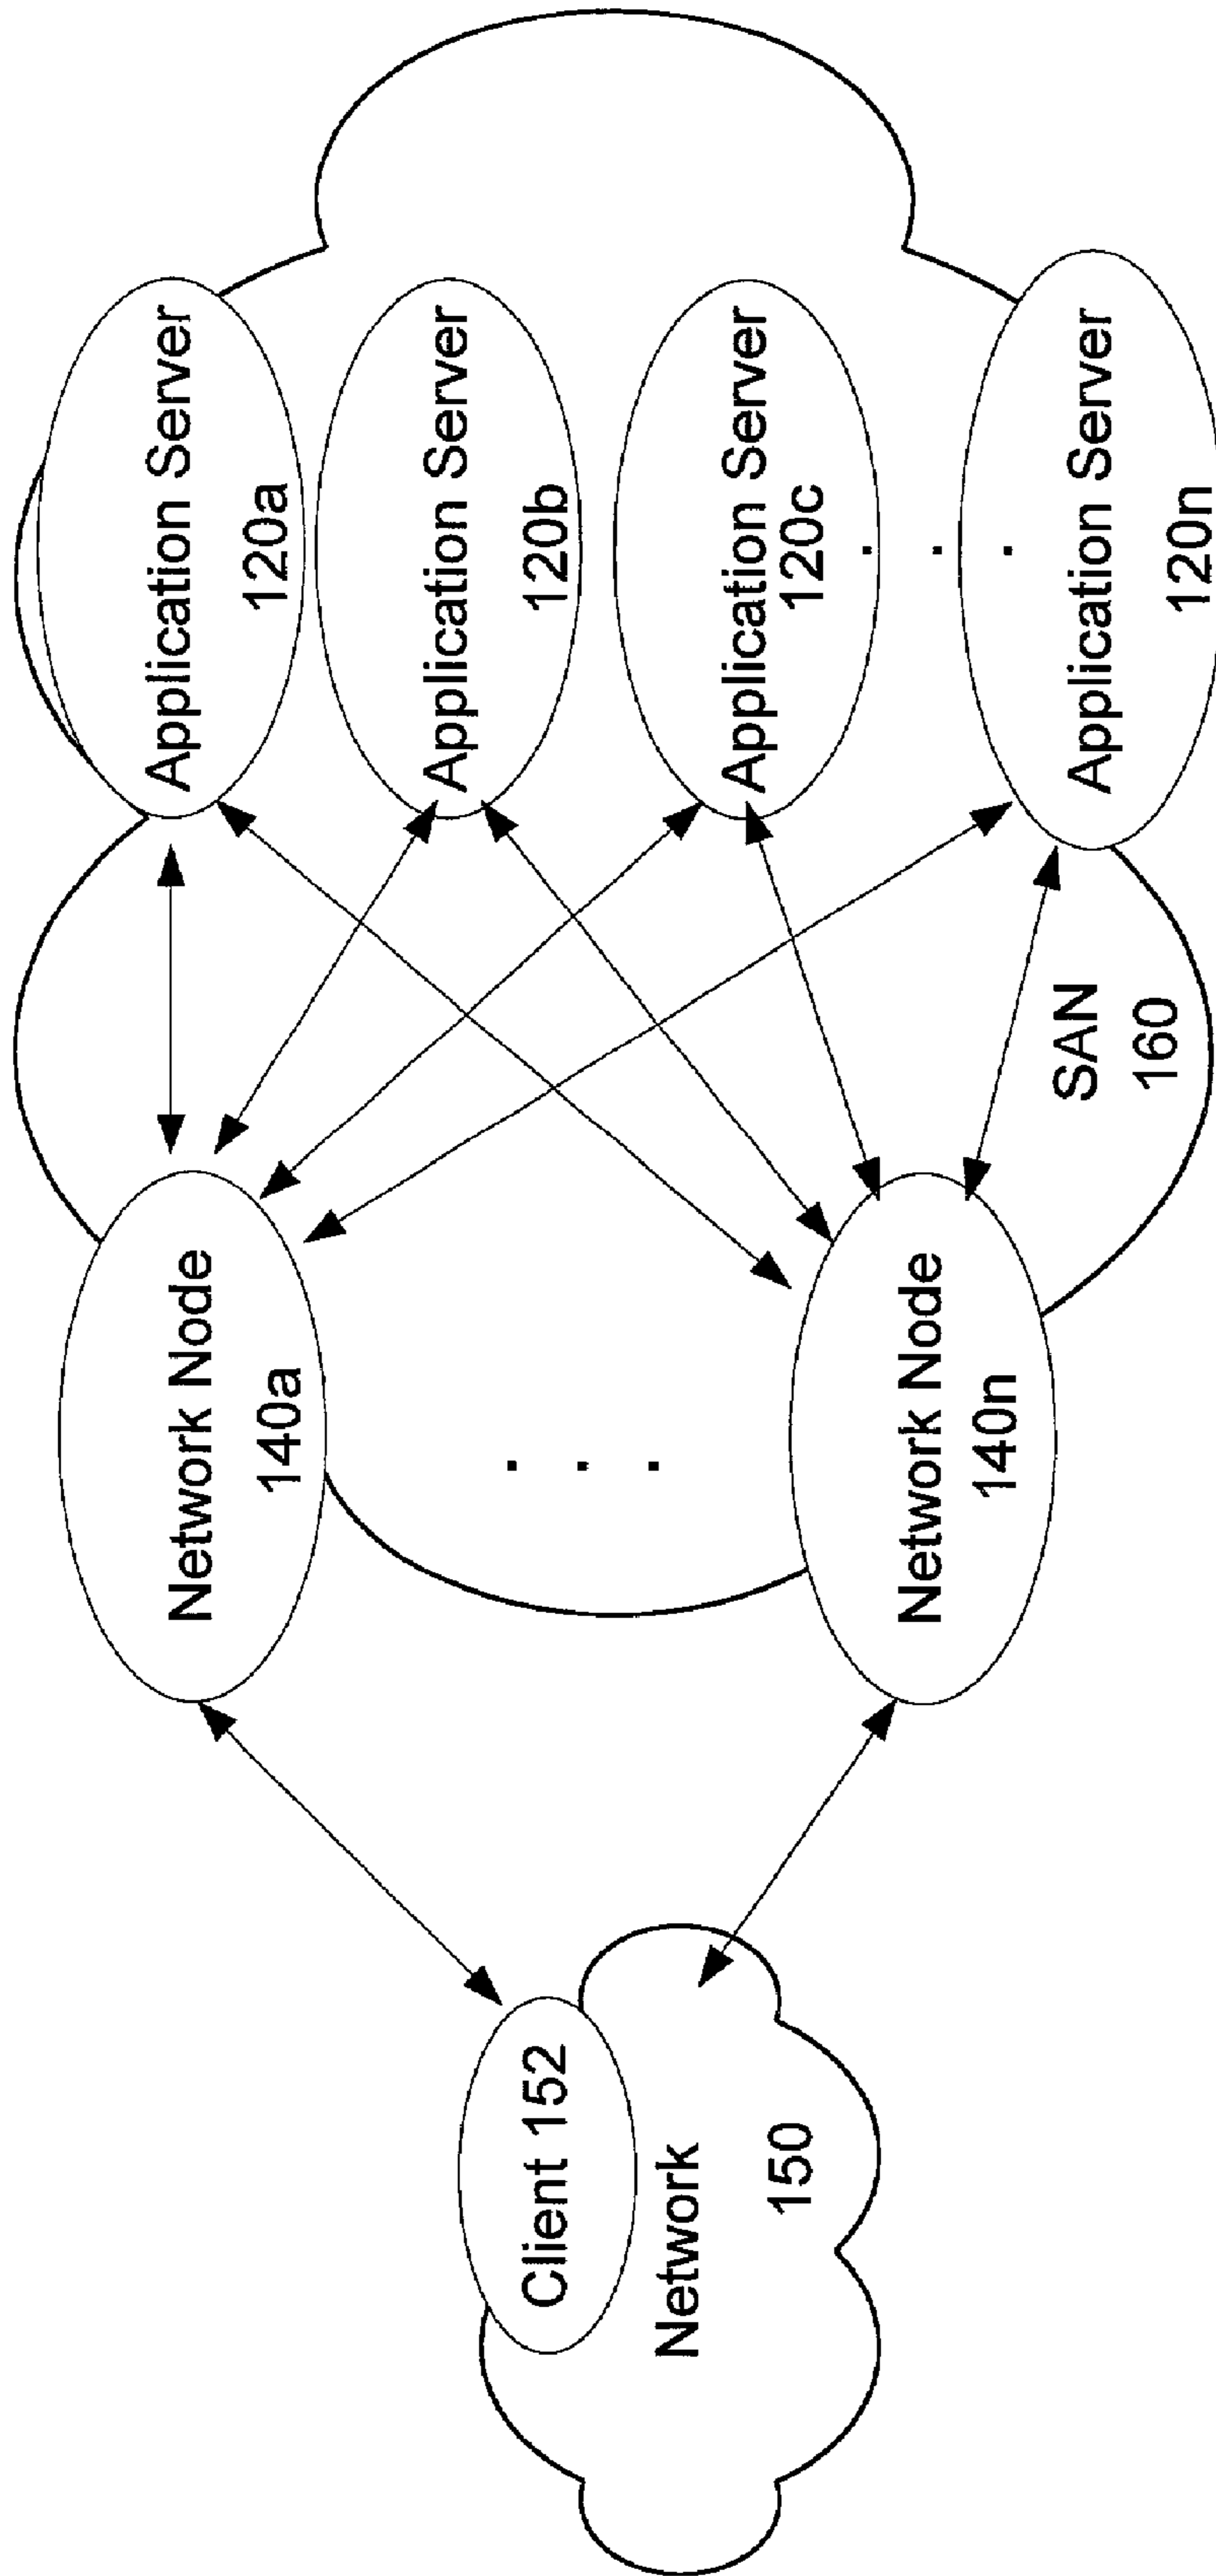 Client 152
Network
150
Network Node
140a
. . .
Network Node
140n
Application Server
120a
Application Server
120b
Application Server
120c
. . .
Application Server
120n
SAN
160